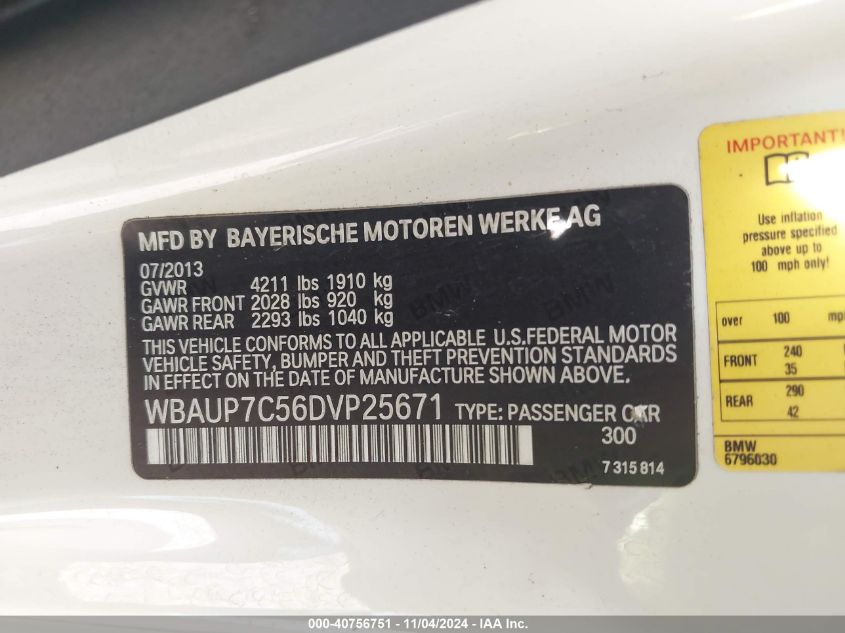 MFD BY BAYERISCHE MOTOREN WERKE AG
07/2013
GVWR 4211 lbs 1910 kg
GAWR FRONT 2028 lbs 920 kg
GAWR REAR 2293 lbs 1040 kg
THIS VEHICLE CONFORMS TO ALL APPLICABLE U.S.FEDERAL MOTOR
VEHICLE SAFETY, BUMPER AND THEFT PREVENTION STANDARDS
IN EFFECT ON THE DATE OF MANUFACTURE SHOWN ABOVE.
WBAUP7C56DVP25671 TYPE: PASSENGER CAR
300
7 315 814
IMPORTANT!
Use inflation
pressure specified
above up to
100 mph only!
over 100 mp
FRONT 240
35
REAR 290
42
BMW
6796030
000-40756751 - 11/04/2024 - IAA Inc.